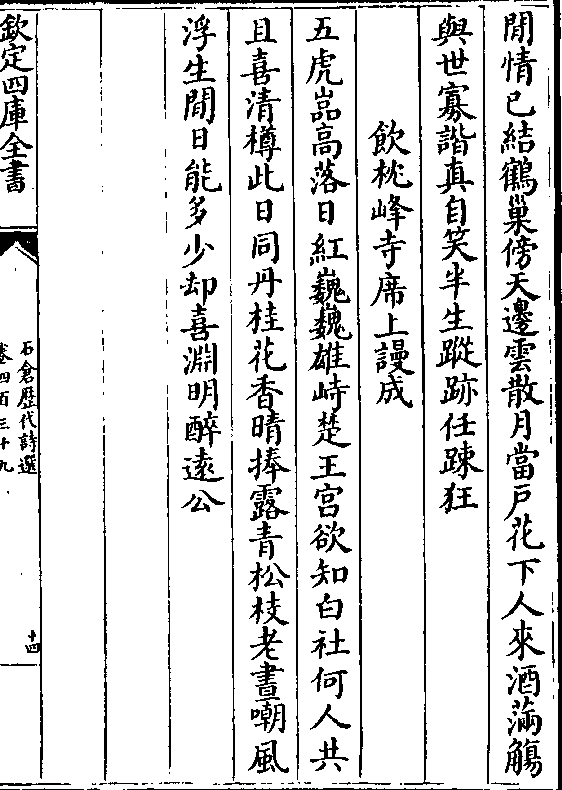 閒情已結鶴巢傍天邊雲散月當戸花下人來酒滿觴
與世寡諧真自笑半生蹤跡任踈狂
飲桃峰寺席上謾成
五虎嵓高落日紅巍巍雄峙楚王宫欲知白社何人共
且喜清樽此日同丹桂花香晴捧露青松枝老晝嘲風
浮生閒日能多少却喜淵明醉逺公
欽定四庫全書
石倉歴代詩選
卷四百三十九
十四